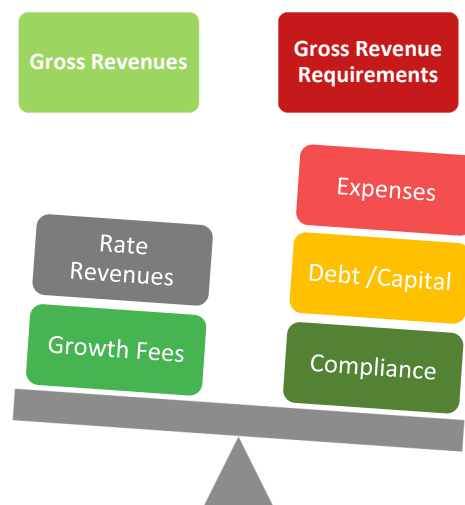 Gross Revenues
Gross Revenue
Requirements
Expenses
Rate
Revenues
Debt /Capital
Growth Fees
Compliance